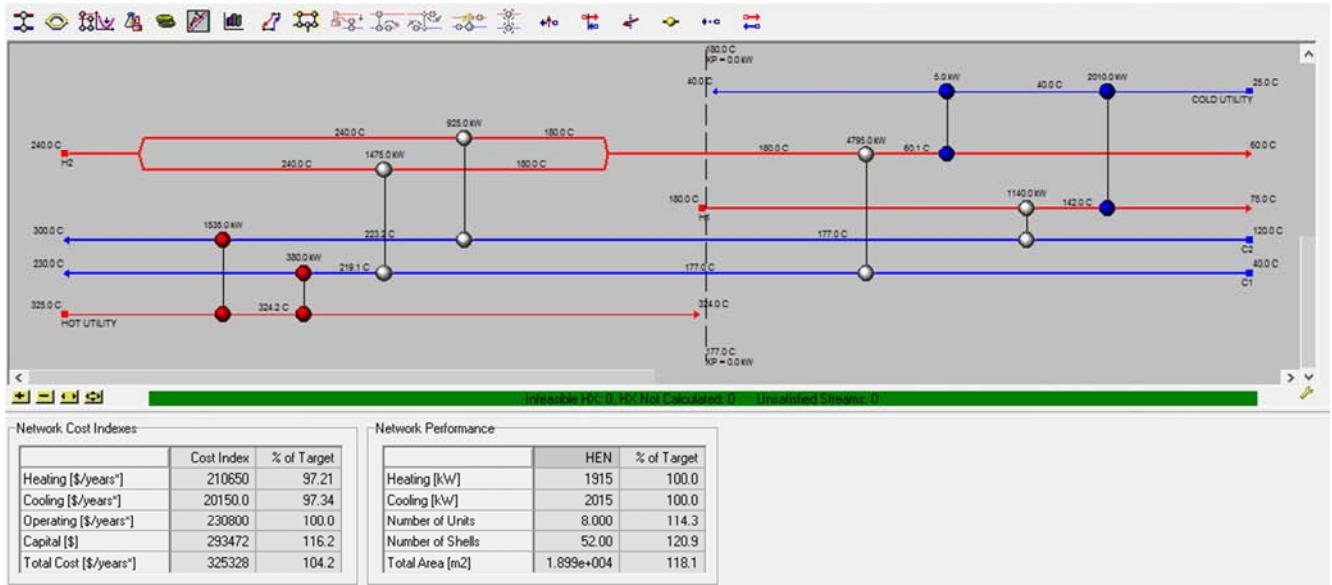 180.0 C
XP = 0.0 kW
40.0 C
5.0 kW
40.0 C
2010.0 kW
25.0 C
COLD UTILITY
925.0 kW
240.0 C
180.0 C
240.0 C
H2
1475.0 kW
240.0 C
180.0 C
180.0 C
4795.0 kW
60.1 C
60.0 C
180.0 C
H1
1140.0 kW
142.0 C
75.0 C
1535.0 kW
300.0 C
223.2 C
177.0 C
120.0 C
C2
380.0 kW
230.0 C
219.1 C
177.0 C
40.0 C
C1
325.0 C
HOT UTILITY
324.2 C
324.0 C
177.0 C
XP = 0.0 kW
Infeasible HX: 0, HX Not Calculated: 0 Unsatisfied Streams: 0
Network Cost Indexes
Cost Index % of Target
Heating [$/years*] 210650 97.21
Cooling [$/years*] 20150.0 97.34
Operating [$/years*] 230800 100.0
Capital [$] 293472 116.2
Total Cost [$/years*] 325328 104.2
Network Performance
HEN % of Target
Heating [kW] 1915 100.0
Cooling [kW] 2015 100.0
Number of Units 8.000 114.3
Number of Shells 52.00 120.9
Total Area [m2] 1.899e+004 118.1